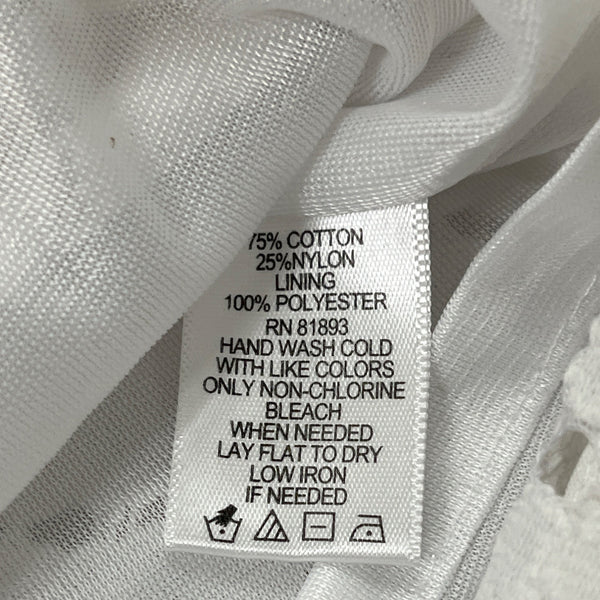 75% COTTON
25%NYLON
LINING
100% POLYESTER
RN 81893
HAND WASH COLD
WITH LIKE COLORS
ONLY NON-CHLORINE
BLEACH
WHEN NEEDED
LAY FLAT TO DRY
LOW IRON
IF NEEDED